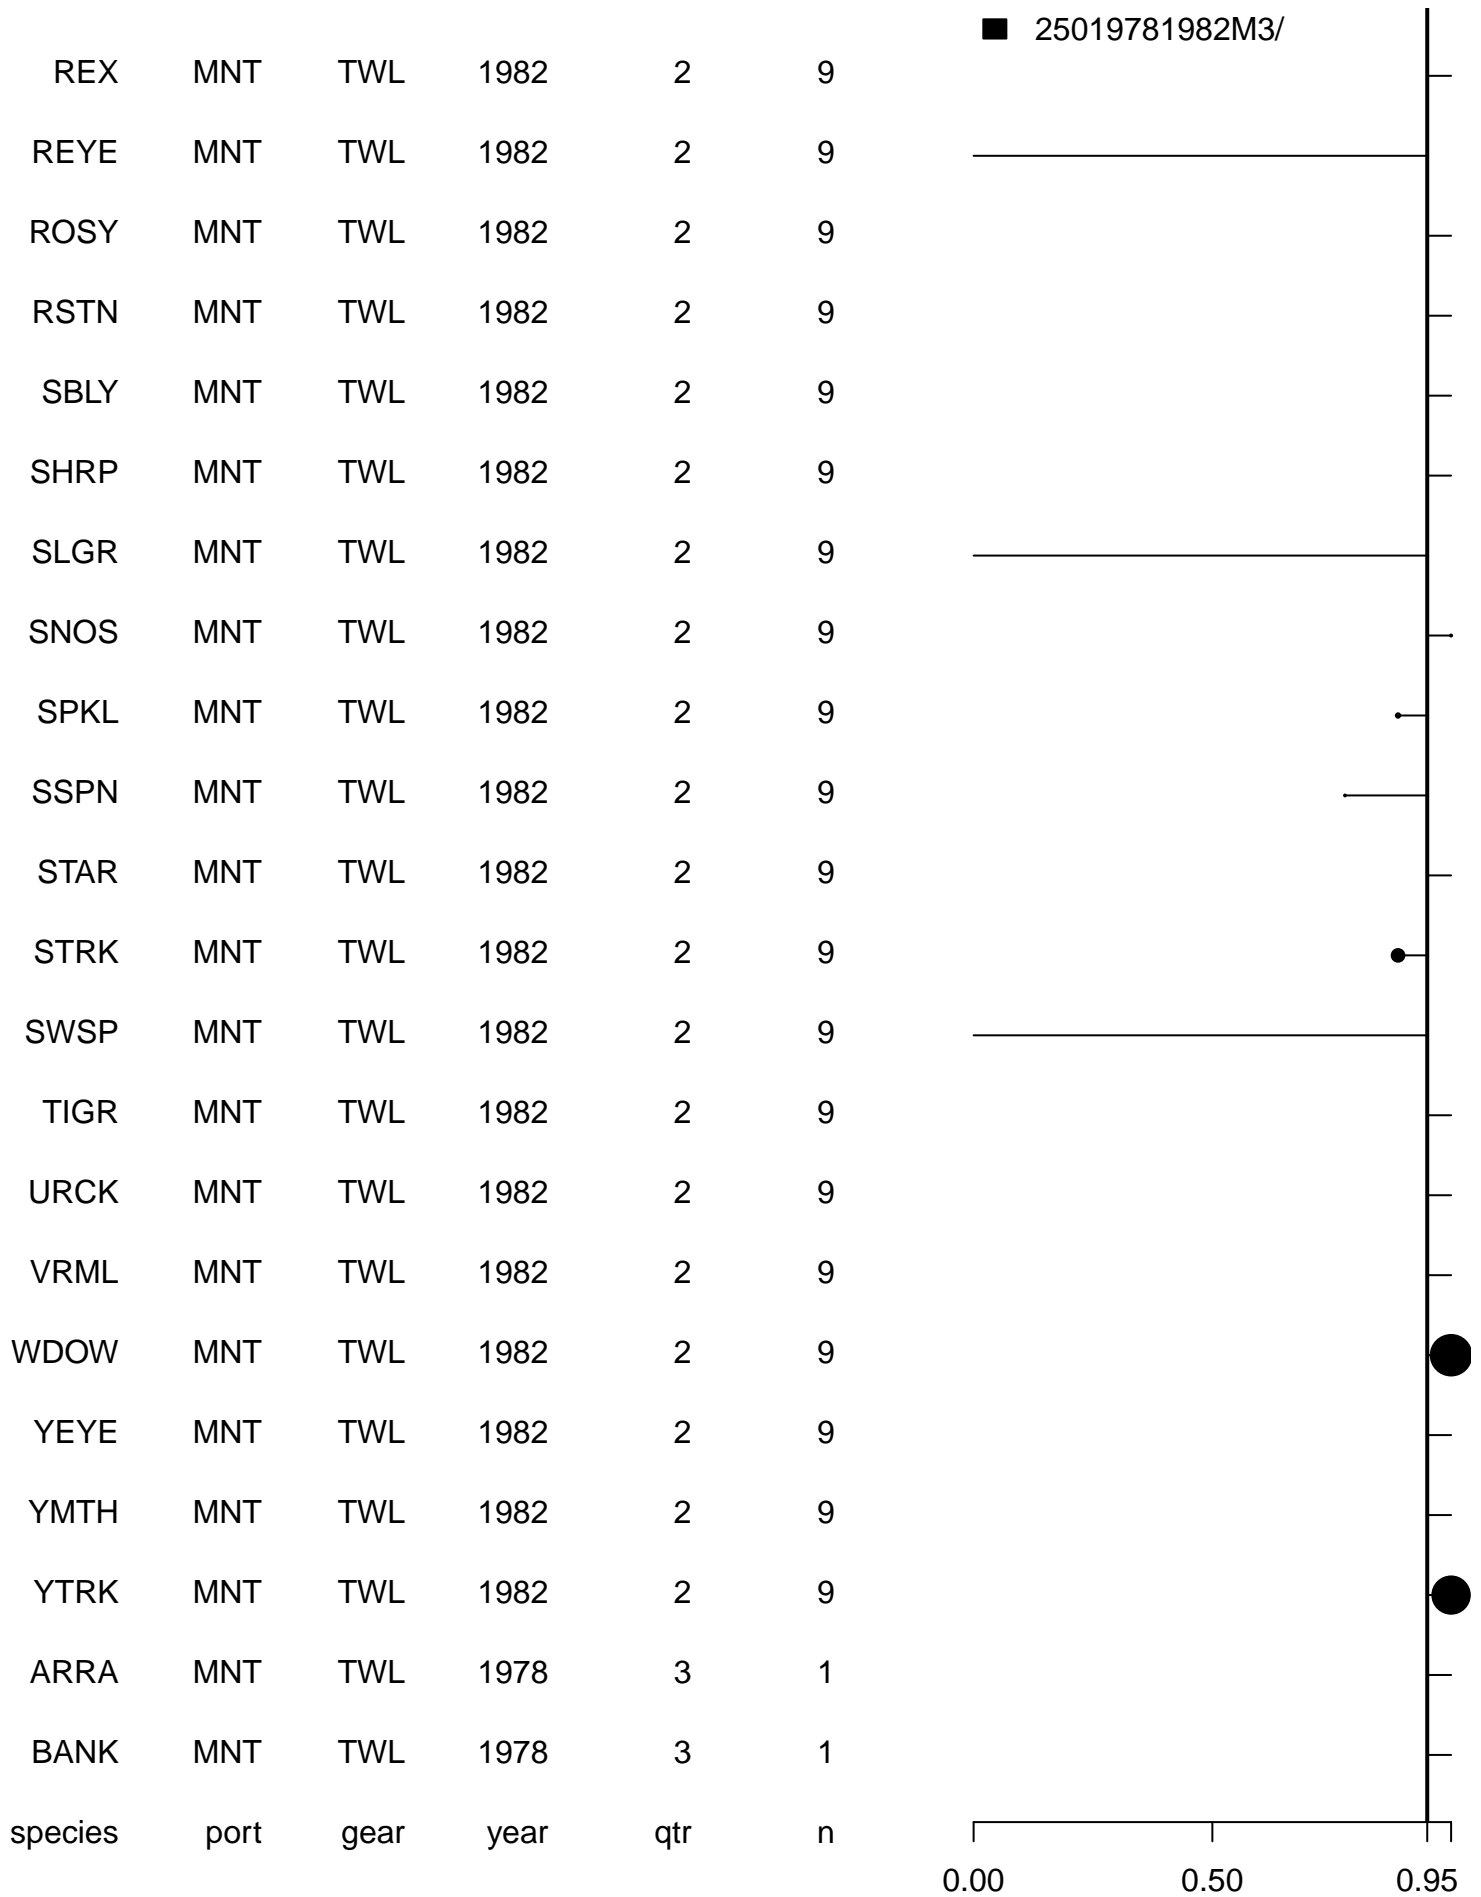 25019781982M3/
REX MNT TWL 1982 2 9
REYE MNT TWL 1982 2 9
ROSY MNT TWL 1982 2 9
RSTN MNT TWL 1982 2 9
SBLY MNT TWL 1982 2 9
SHRP MNT TWL 1982 2 9
SLGR MNT TWL 1982 2 9
SNOS MNT TWL 1982 2 9
SPKL MNT TWL 1982 2 9
SSPN MNT TWL 1982 2 9
STAR MNT TWL 1982 2 9
STRK MNT TWL 1982 2 9
SWSP MNT TWL 1982 2 9
TIGR MNT TWL 1982 2 9
URCK MNT TWL 1982 2 9
VRML MNT TWL 1982 2 9
WDOW MNT TWL 1982 2 9
YEYE MNT TWL 1982 2 9
YMTH MNT TWL 1982 2 9
YTRK MNT TWL 1982 2 9
ARRA MNT TWL 1978 3 1
BANK MNT TWL 1978 3 1
species port gear year qtr n
0.00 0.50 0.95